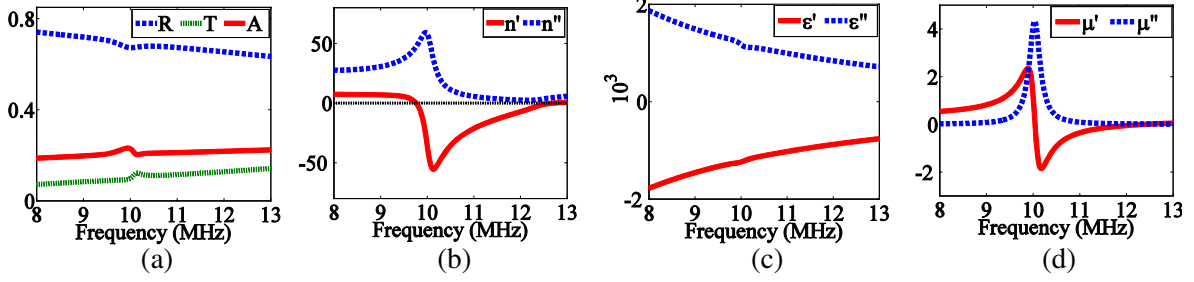 0.8
0.4
0
R T A
8 9 10 11 12 13
Frequency (MHz)
(a)
50
0
-50
n' n''
8 9 10 11 12 13
Frequency (MHz)
(b)
2
0
-2
10³
ε' ε''
8 9 10 11 12 13
Frequency (MHz)
(c)
4
2
0
-2
μ' μ''
8 9 10 11 12 13
Frequency (MHz)
(d)